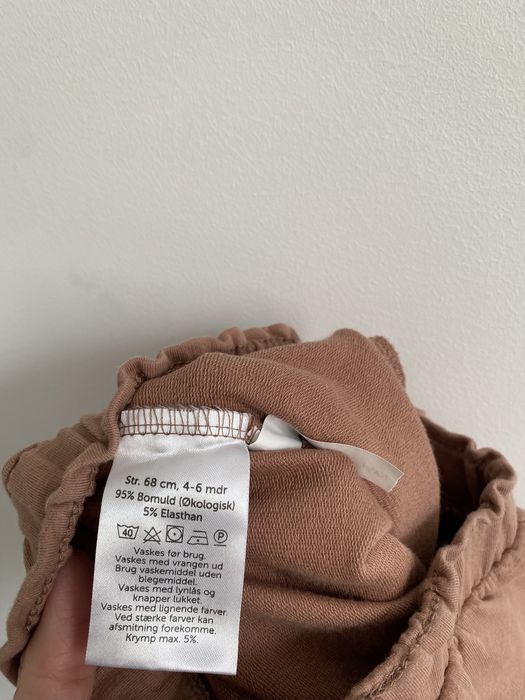 Str. 68 cm, 4-6 mdr
95% Bomuld (Økologisk)
5% Elasthan
40 P
Vaskes før brug.
Vaskes med vrangen ud
Brug vaskemiddel uden
blegemiddel.
Vaskes med lynlås og
knapper lukket.
Vaskes med lignende farver.
Ved stærke farver kan
afsmitning forekomme.
Krymp max. 5%.